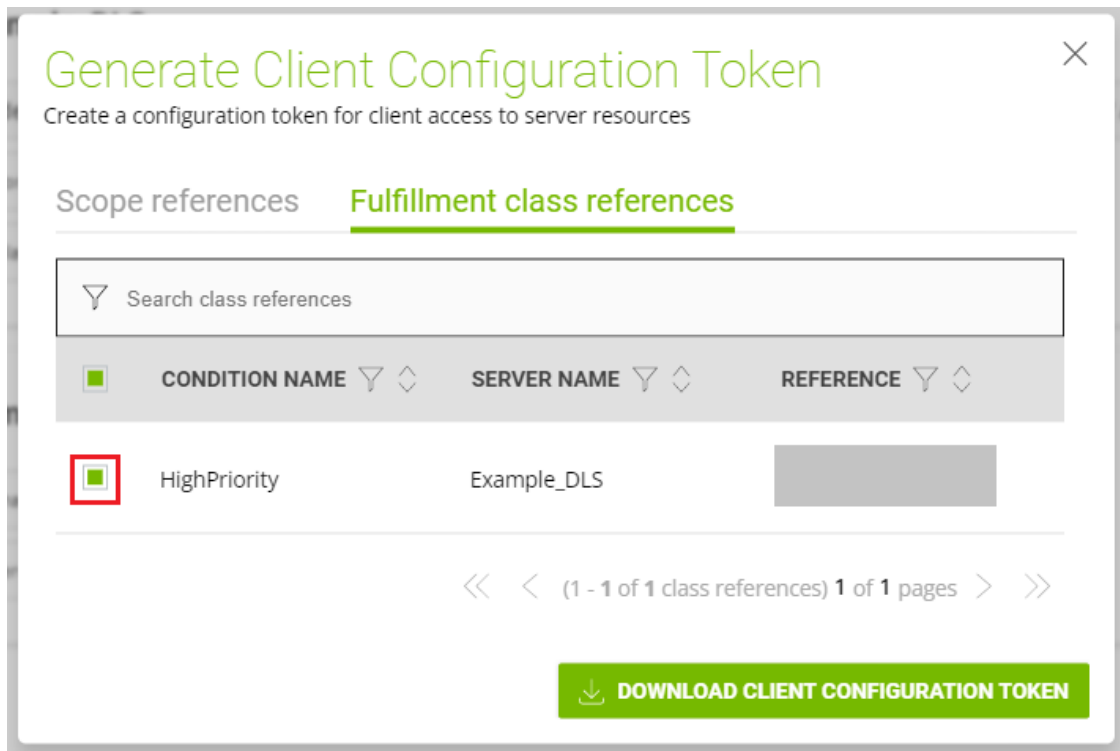 Generate Client Configuration Token
Create a configuration token for client access to server resources
Scope references Fulfillment class references
Search class references
CONDITION NAME SERVER NAME REFERENCE
HighPriority Example_DLS
(1 - 1 of 1 class references) 1 of 1 pages
DOWNLOAD CLIENT CONFIGURATION TOKEN